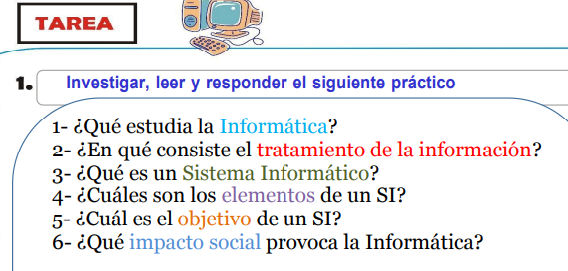 TAREA
1. Investigar, leer y responder el siguiente práctico
1- ¿Qué estudia la Informática?
2- ¿En qué consiste el tratamiento de la información?
3- ¿Qué es un Sistema Informático?
4- ¿Cuáles son los elementos de un SI?
5- ¿Cuál es el objetivo de un SI?
6- ¿Qué impacto social provoca la Informática?